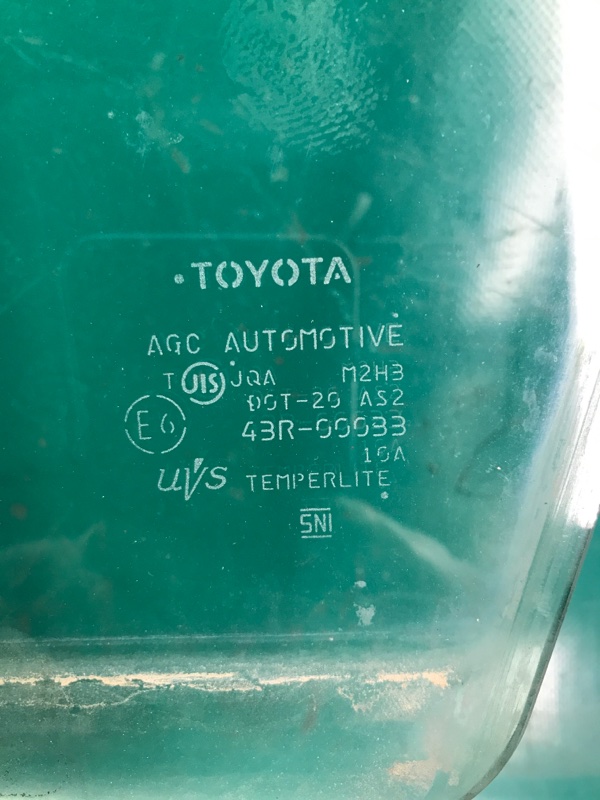 TOYOTA
AGC AUTOMOTIVE
T JIS JQA M2H3
DOT-20 AS2
E6 43R-00033
10A
UVS TEMPERLITE
SNI